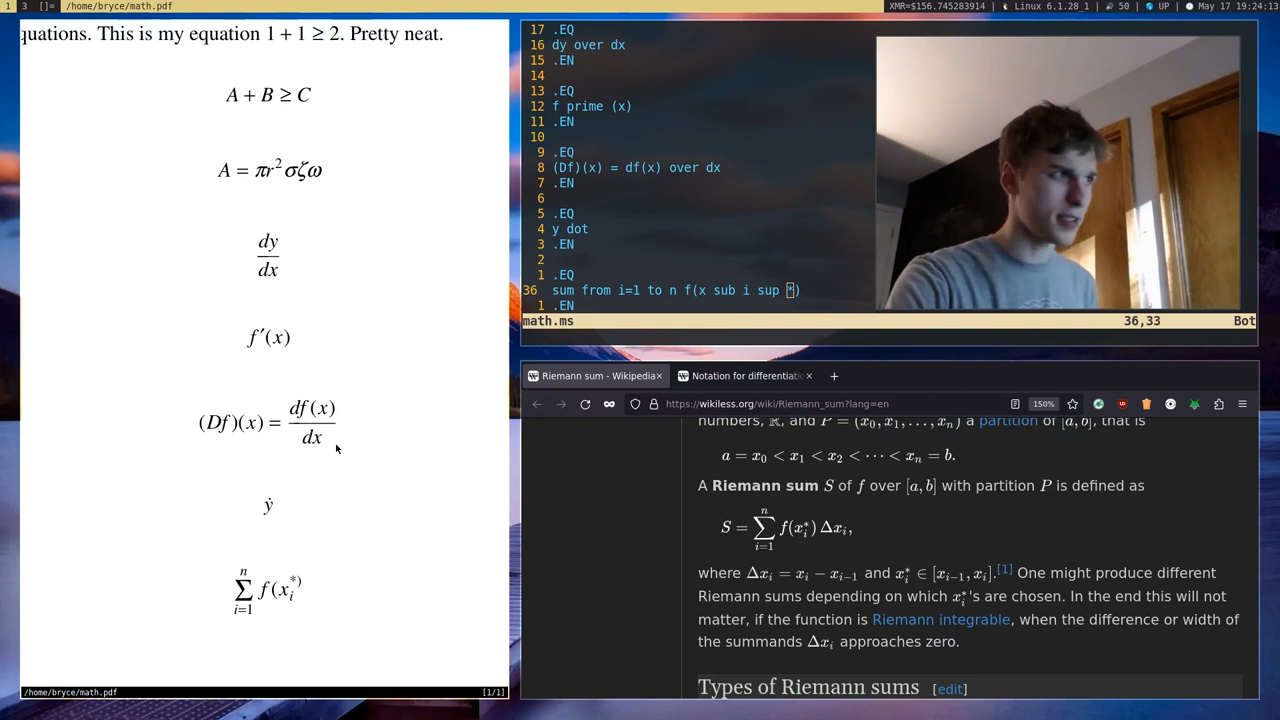 1 3 []= /home/bryce/math.pdf
XMR=$156.745283914 | Linux 6.1.28_1 | 50 | UP | May 17 19:24:13
quations. This is my equation 1 + 1 ≥ 2. Pretty neat.
A + B ≥ C
A = πr²σζω
dy
dx
f′(x)
(Df)(x) = df(x)
dx
ẏ
n
∑ f(x_i^*)
i=1
/home/bryce/math.pdf [1/1]
17 .EQ
16 dy over dx
15 .EN
14
13 .EQ
12 f prime (x)
11 .EN
10
9 .EQ
8 (Df)(x) = df(x) over dx
7 .EN
6
5 .EQ
4 y dot
3 .EN
2
1 .EQ
36 sum from i=1 to n f(x sub i sup *)
1 .EN
math.ms 36,33 Bot
Riemann sum - Wikipedia × Notation for differentiatic × +
https://wikiless.org/wiki/Riemann_sum?lang=en 150%
numbers, ℝ, and P = (x₀, x₁, …, xₙ) a partition of [a, b], that is
a = x₀ < x₁ < x₂ < ⋯ < xₙ = b.
A Riemann sum S of f over [a, b] with partition P is defined as
n
S = ∑ f(x_i^*) Δx_i,
i=1
where Δx_i = x_i − x_{i−1} and x_i^* ∈ [x_{i−1}, x_i].[1] One might produce different
Riemann sums depending on which x_i^*'s are chosen. In the end this will not
matter, if the function is Riemann integrable, when the difference or width of
the summands Δx_i approaches zero.
Types of Riemann sums [edit]